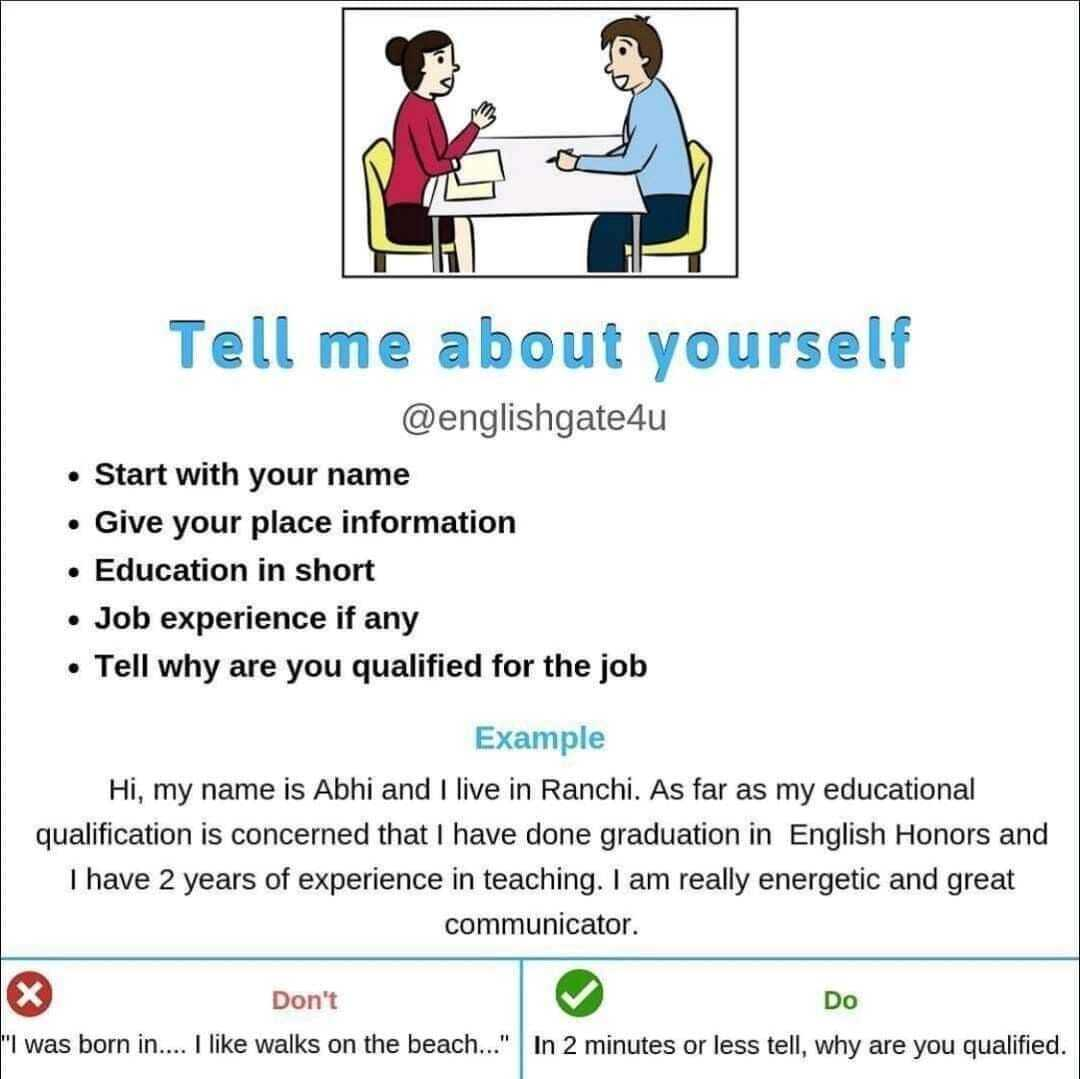 Tell me about yourself
@englishgate4u
• Start with your name
• Give your place information
• Education in short
• Job experience if any
• Tell why are you qualified for the job
Example
Hi, my name is Abhi and I live in Ranchi. As far as my educational
qualification is concerned that I have done graduation in English Honors and
I have 2 years of experience in teaching. I am really energetic and great
communicator.
Don't
"I was born in.... I like walks on the beach..."
Do
In 2 minutes or less tell, why are you qualified.